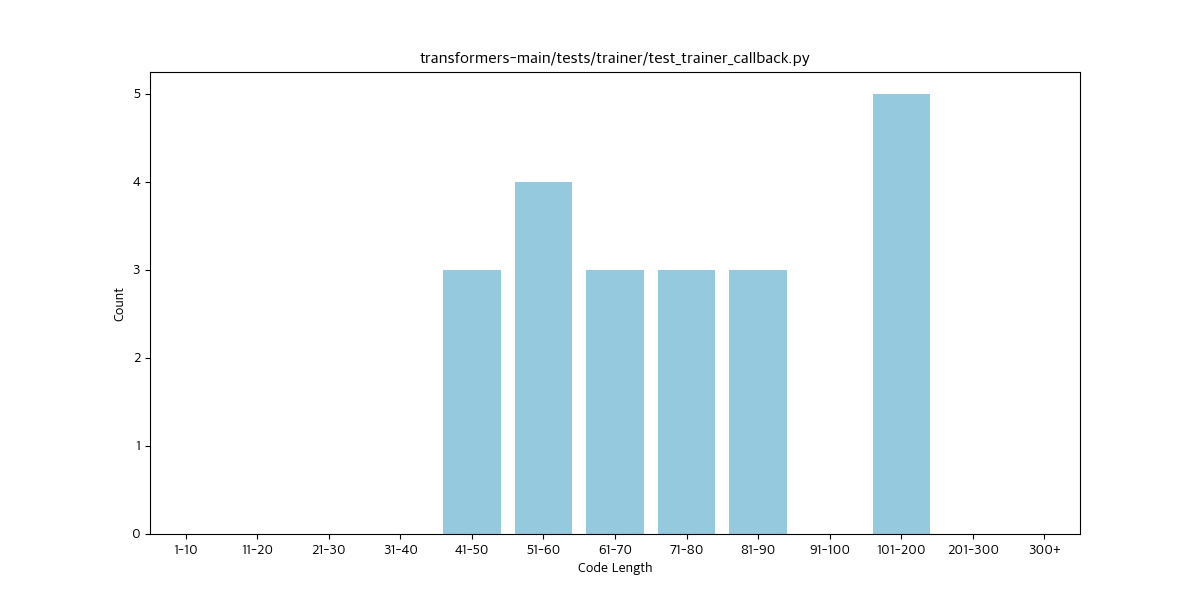 transformers-main/tests/trainer/test_trainer_callback.py
5
4
3
2
1
0
Count
1-10 11-20 21-30 31-40 41-50 51-60 61-70 71-80 81-90 91-100 101-200 201-300 300+
Code Length